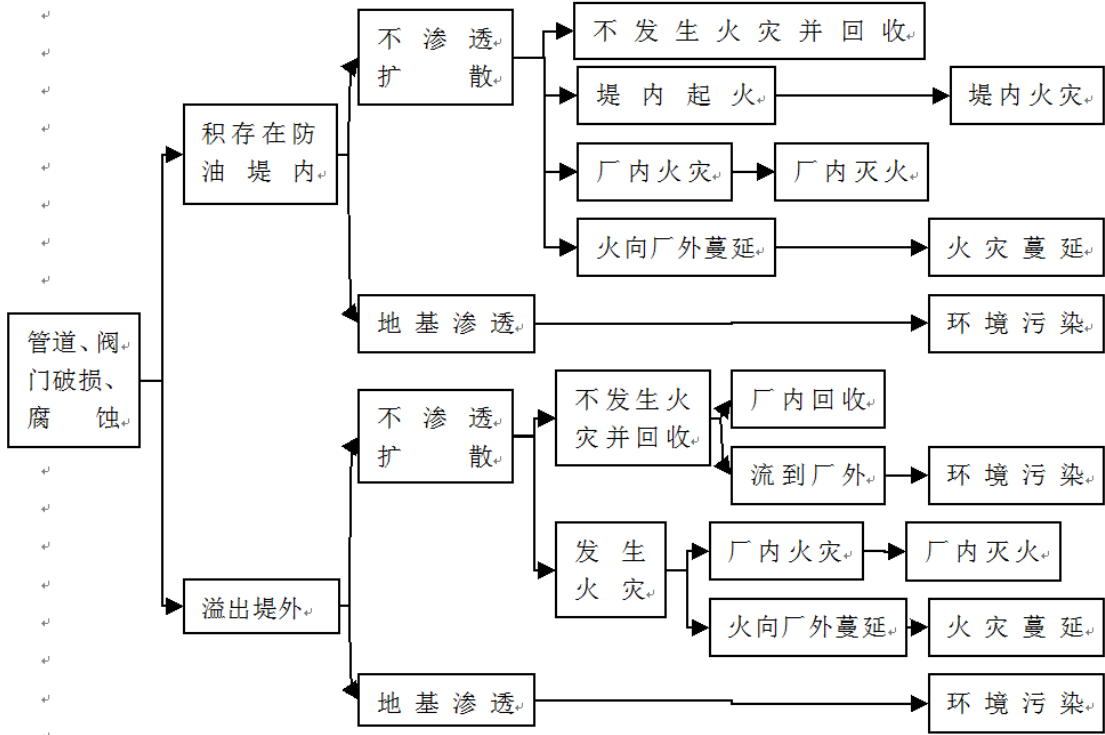 不渗透
扩散
不发生火灾并回收
堤内起火
堤内火灾
积存在防
油堤内
厂内火灾
厂内灭火
火向厂外蔓延
火灾蔓延
地基渗透
环境污染
管道、阀
门破损、
腐蚀
不渗透
扩散
不发生火
灾并回收
厂内回收
流到厂外
环境污染
发生
火灾
厂内火灾
厂内灭火
溢出堤外
火向厂外蔓延
火灾蔓延
地基渗透
环境污染